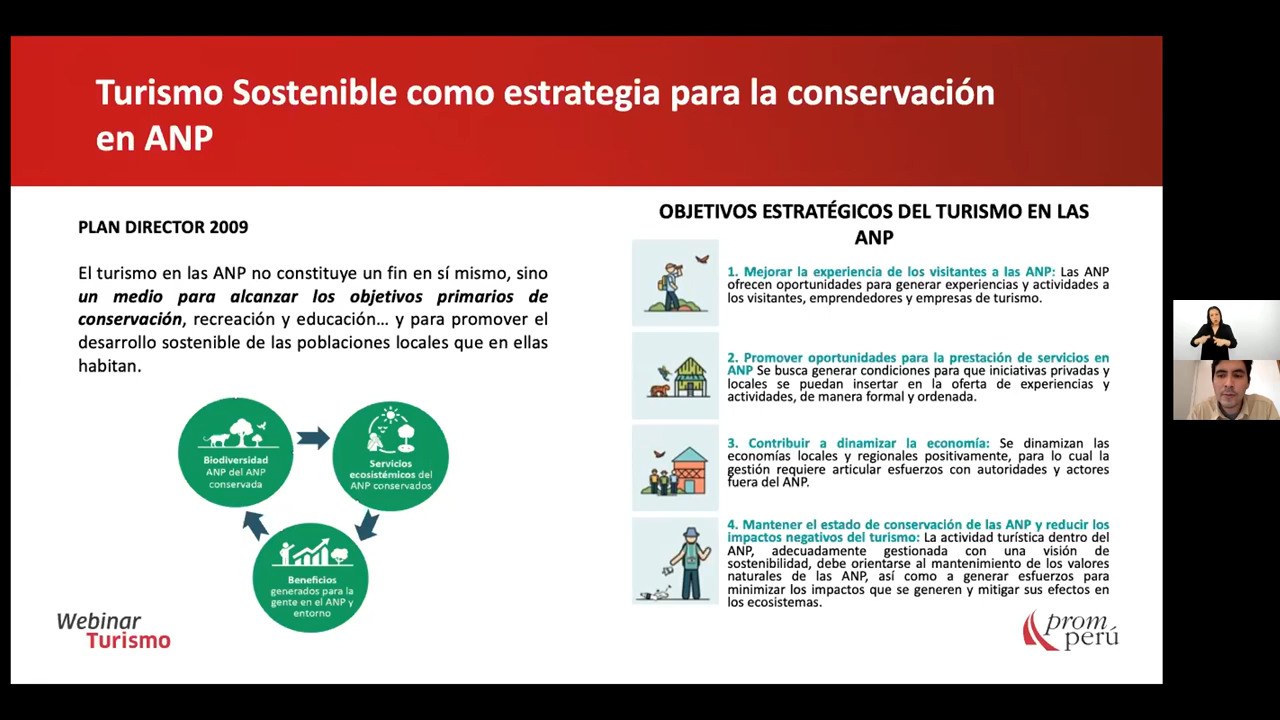 Turismo Sostenible como estrategia para la conservación
en ANP
PLAN DIRECTOR 2009
El turismo en las ANP no constituye un fin en sí mismo, sino
un medio para alcanzar los objetivos primarios de
conservación, recreación y educación... y para promover el
desarrollo sostenible de las poblaciones locales que en ellas
habitan.
Biodiversidad
ANP del ANP
conservada
Servicios
ecosistémicos del
ANP conservados
Beneficios
generados para la
gente en el ANP y
entorno
Webinar
Turismo
OBJETIVOS ESTRATÉGICOS DEL TURISMO EN LAS
ANP
1. Mejorar la experiencia de los visitantes a las ANP: Las ANP
ofrecen oportunidades para generar experiencias y actividades a
los visitantes, emprendedores y empresas de turismo.
2. Promover oportunidades para la prestación de servicios en
ANP Se busca generar condiciones para que iniciativas privadas y
locales se puedan insertar en la oferta de experiencias y
actividades, de manera formal y ordenada.
3. Contribuir a dinamizar la economía: Se dinamizan las
economías locales y regionales positivamente, para lo cual la
gestión requiere articular esfuerzos con autoridades y actores
fuera del ANP.
4. Mantener el estado de conservación de las ANP y reducir los
impactos negativos del turismo: La actividad turística dentro del
ANP, adecuadamente gestionada con una visión de
sostenibilidad, debe orientarse al mantenimiento de los valores
naturales de las ANP, así como a generar esfuerzos para
minimizar los impactos que se generen y mitigar sus efectos en
los ecosistemas.
prom
perú